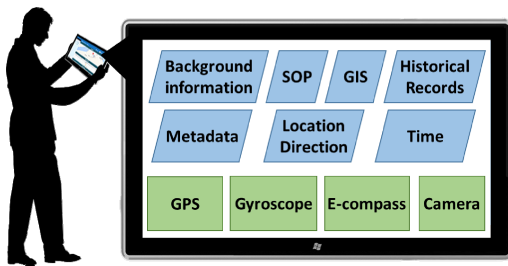 Background
information
SOP
GIS
Historical
Records
Metadata
Location
Direction
Time
GPS
Gyroscope
E-compass
Camera